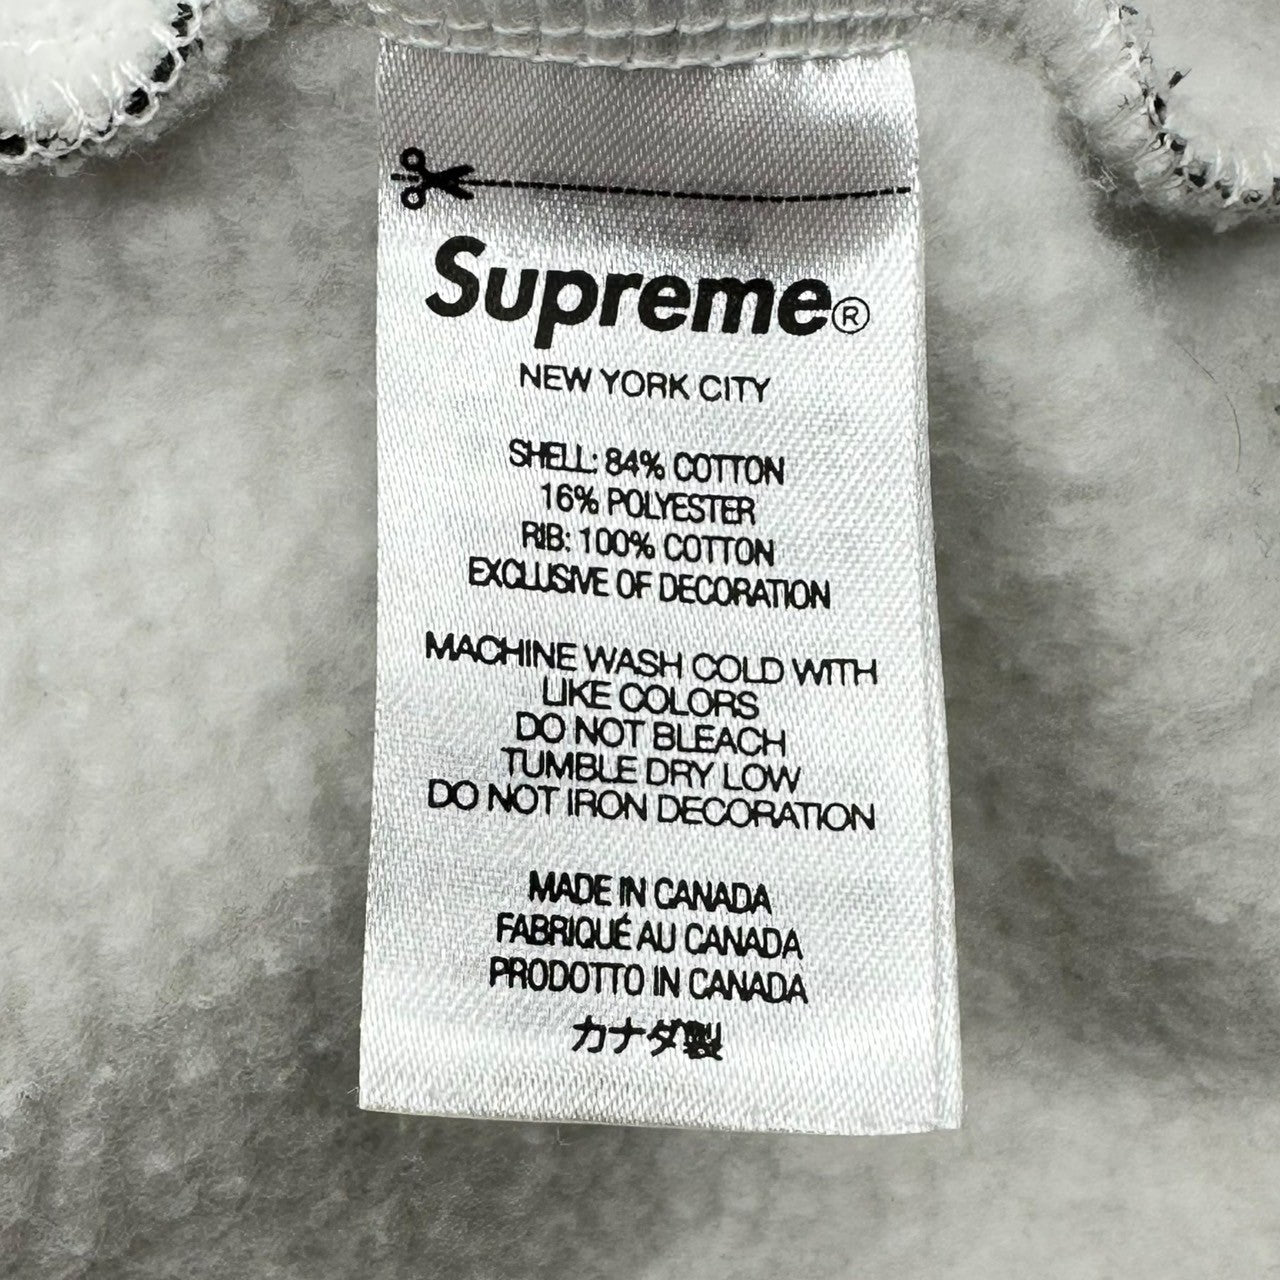 Supreme®
NEW YORK CITY
SHELL: 84% COTTON
16% POLYESTER
RIB: 100% COTTON
EXCLUSIVE OF DECORATION
MACHINE WASH COLD WITH
LIKE COLORS
DO NOT BLEACH
TUMBLE DRY LOW
DO NOT IRON DECORATION
MADE IN CANADA
FABRIQUÉ AU CANADA
PRODOTTO IN CANADA
カナダ製